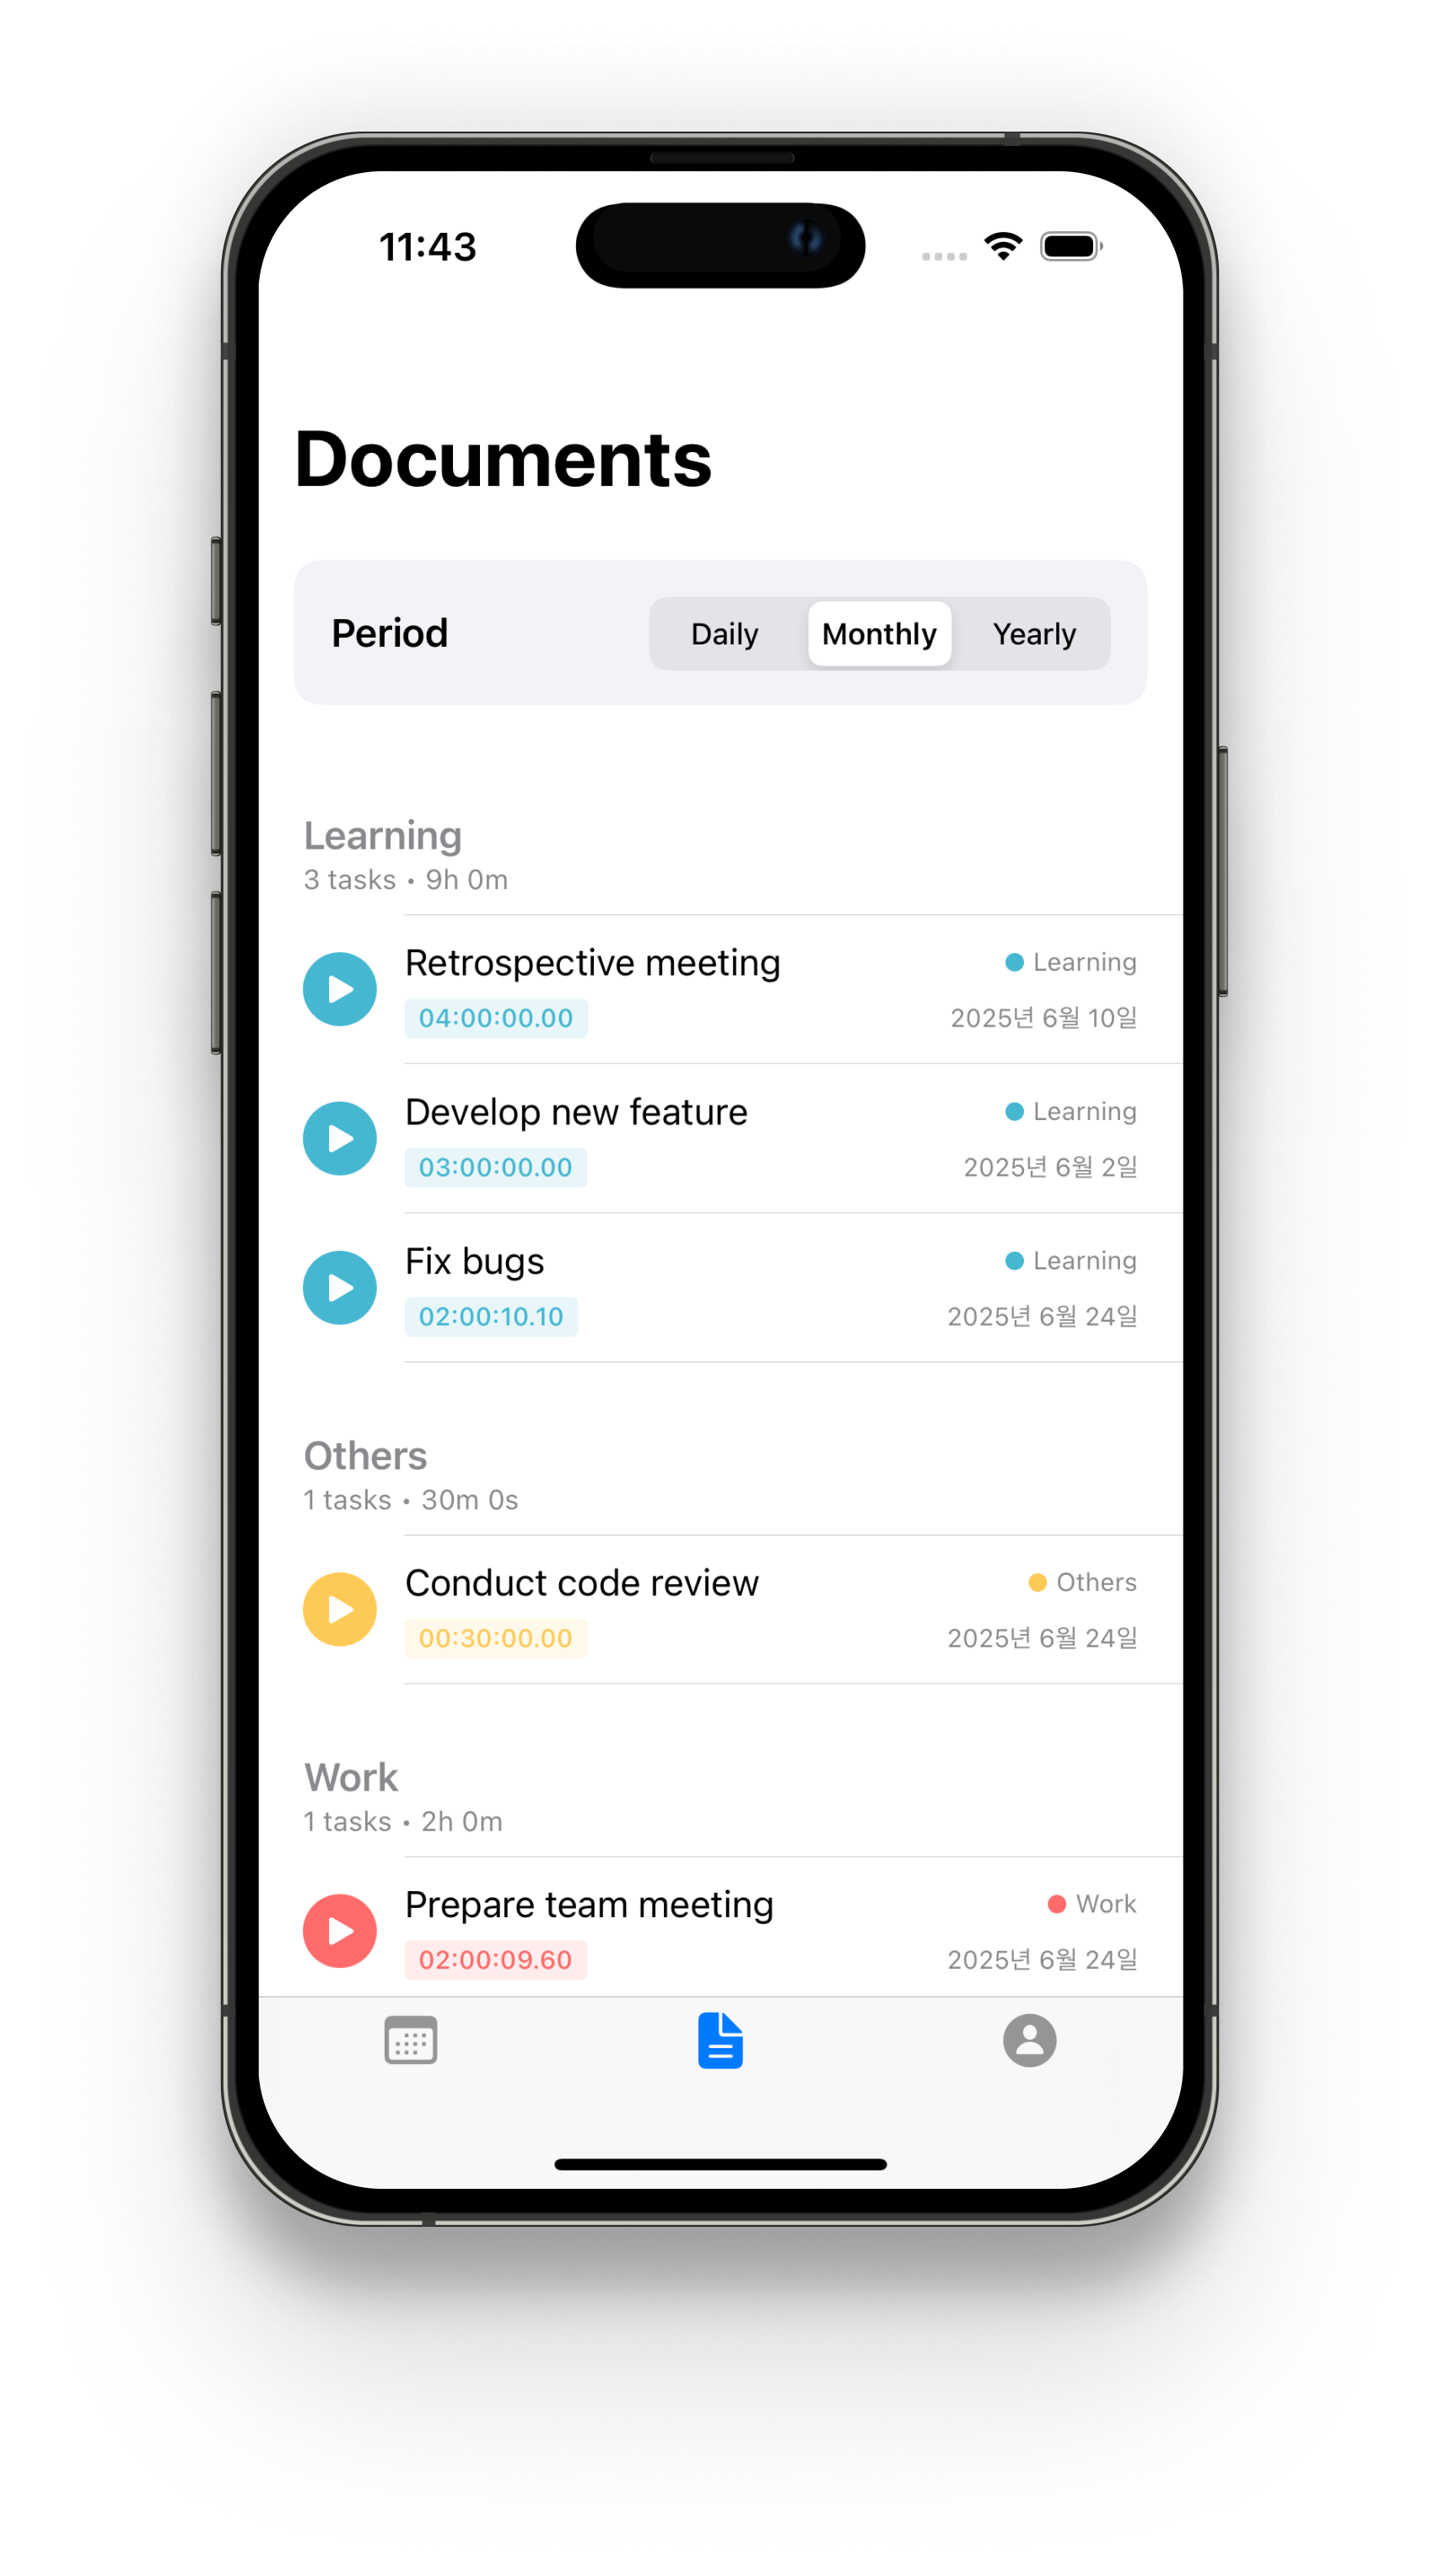 11:43
Documents
Period
Daily Monthly Yearly
Learning
3 tasks • 9h 0m
Retrospective meeting
Learning
04:00:00.00
2025년 6월 10일
Develop new feature
Learning
03:00:00.00
2025년 6월 2일
Fix bugs
Learning
02:00:10.10
2025년 6월 24일
Others
1 tasks • 30m 0s
Conduct code review
Others
00:30:00.00
2025년 6월 24일
Work
1 tasks • 2h 0m
Prepare team meeting
Work
02:00:09.60
2025년 6월 24일